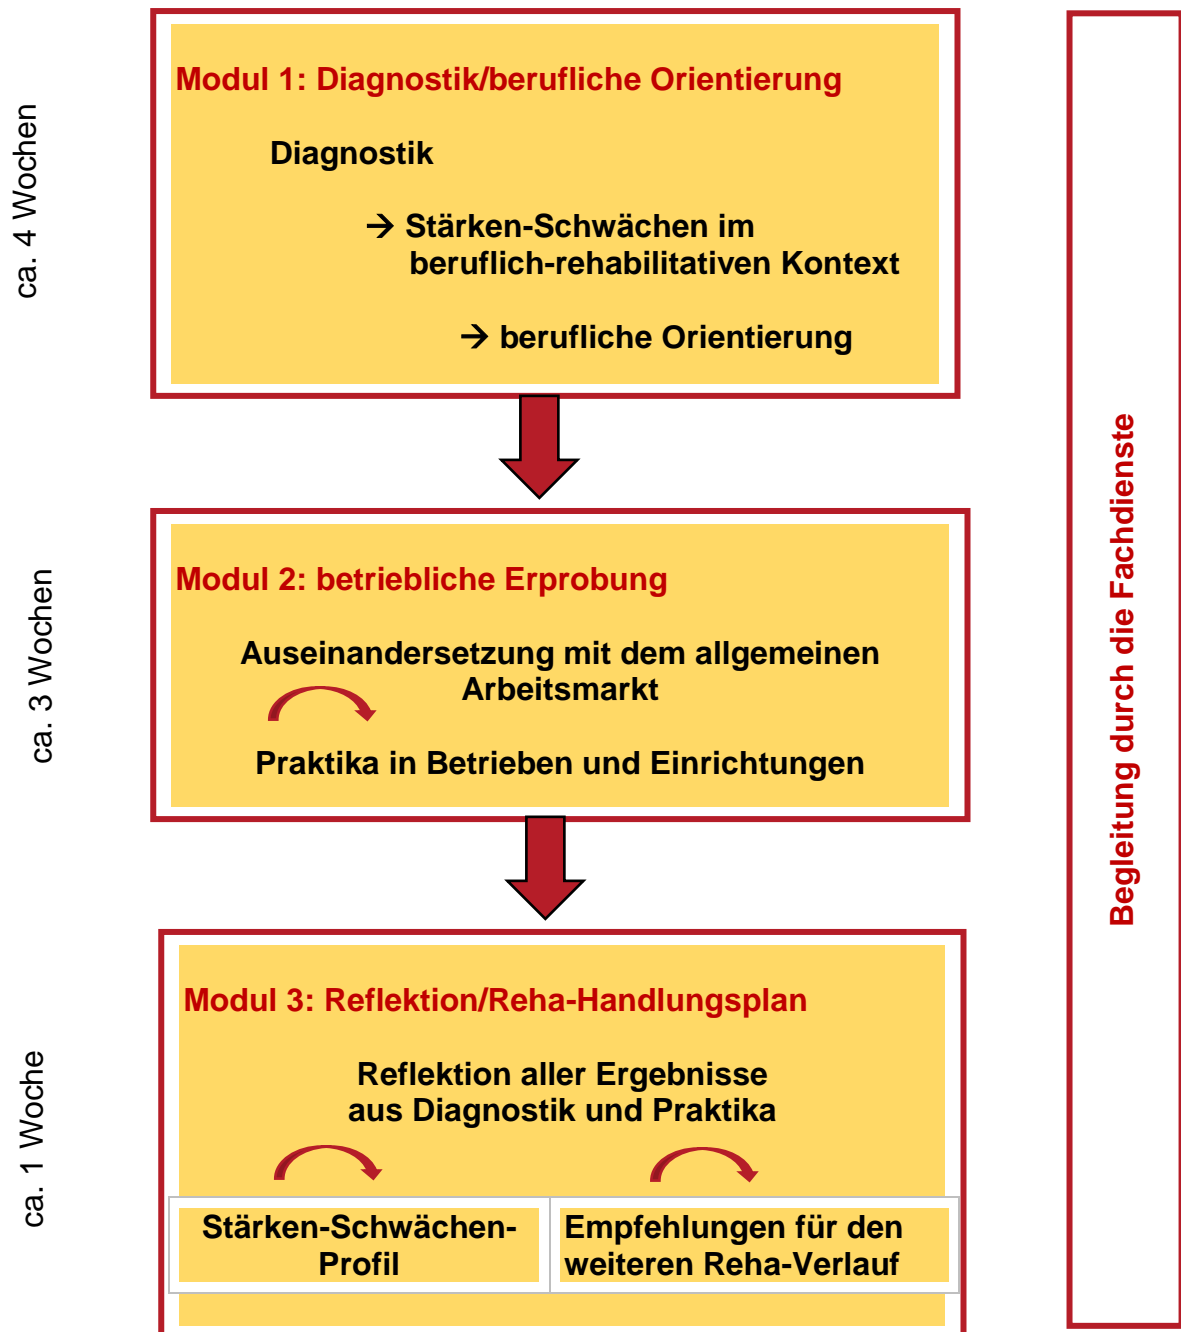 ca. 4 Wochen
Modul 1: Diagnostik/berufliche Orientierung
Diagnostik
→ Stärken-Schwächen im
beruflich-rehabilitativen Kontext
→ berufliche Orientierung
ca. 3 Wochen
Modul 2: betriebliche Erprobung
Auseinandersetzung mit dem allgemeinen
Arbeitsmarkt
Praktika in Betrieben und Einrichtungen
ca. 1 Woche
Modul 3: Reflektion/Reha-Handlungsplan
Reflektion aller Ergebnisse
aus Diagnostik und Praktika
Stärken-Schwächen-
Profil
Empfehlungen für den
weiteren Reha-Verlauf
Begleitung durch die Fachdienste